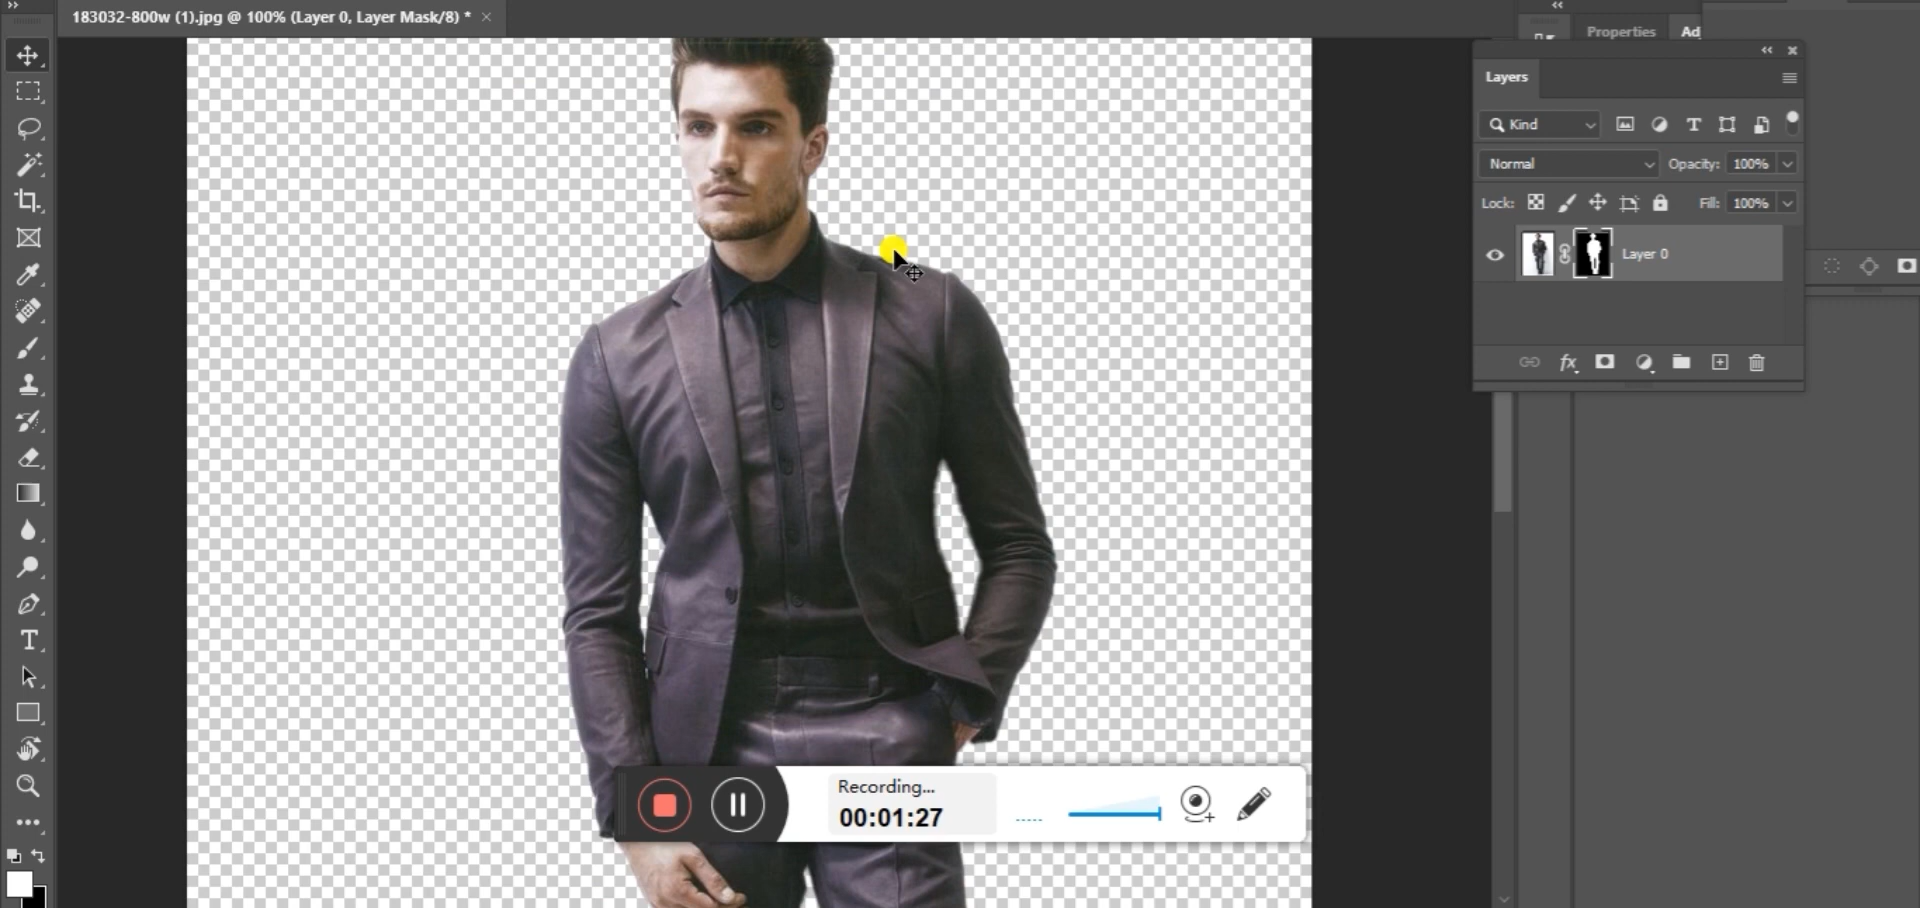 183032-800w (1).jpg @ 100% (Layer 0, Layer Mask/8) *
Properties
Ad
Layers
Kind
Normal
Opacity: 100%
Lock:
Fill: 100%
Layer 0
Recording...
00:01:27